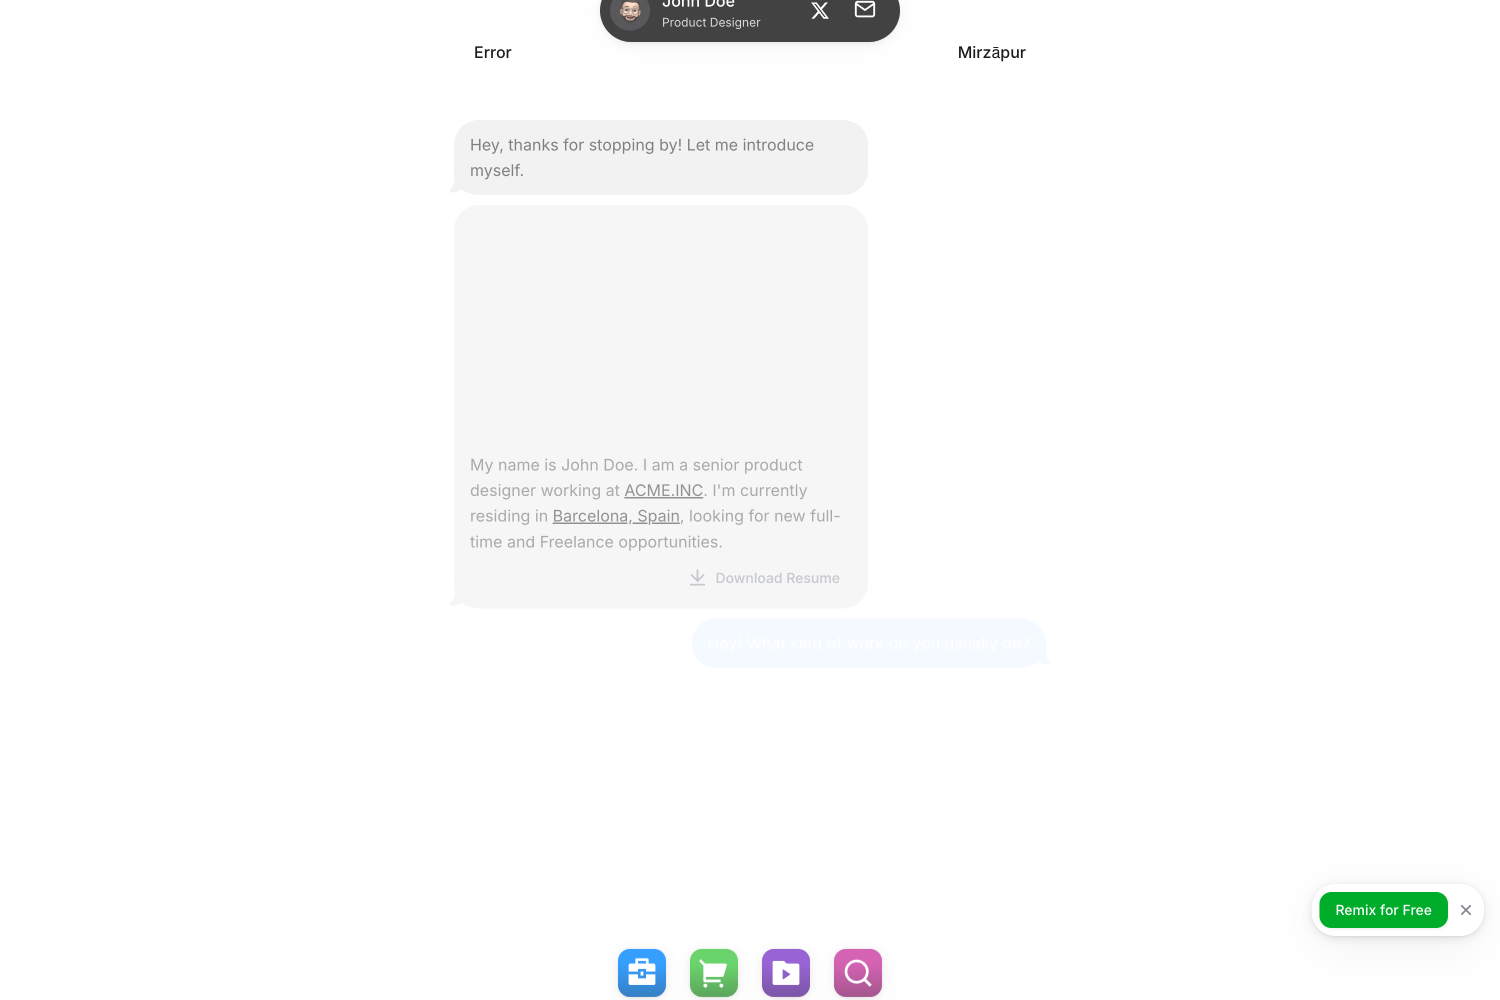 John Doe
Product Designer
Error
Mirzāpur
Hey, thanks for stopping by! Let me introduce
myself.
My name is John Doe. I am a senior product
designer working at ACME.INC. I'm currently
residing in Barcelona, Spain, looking for new full-
time and Freelance opportunities.
Download Resume
Hey! What kind of work do you usually do?
Remix for Free